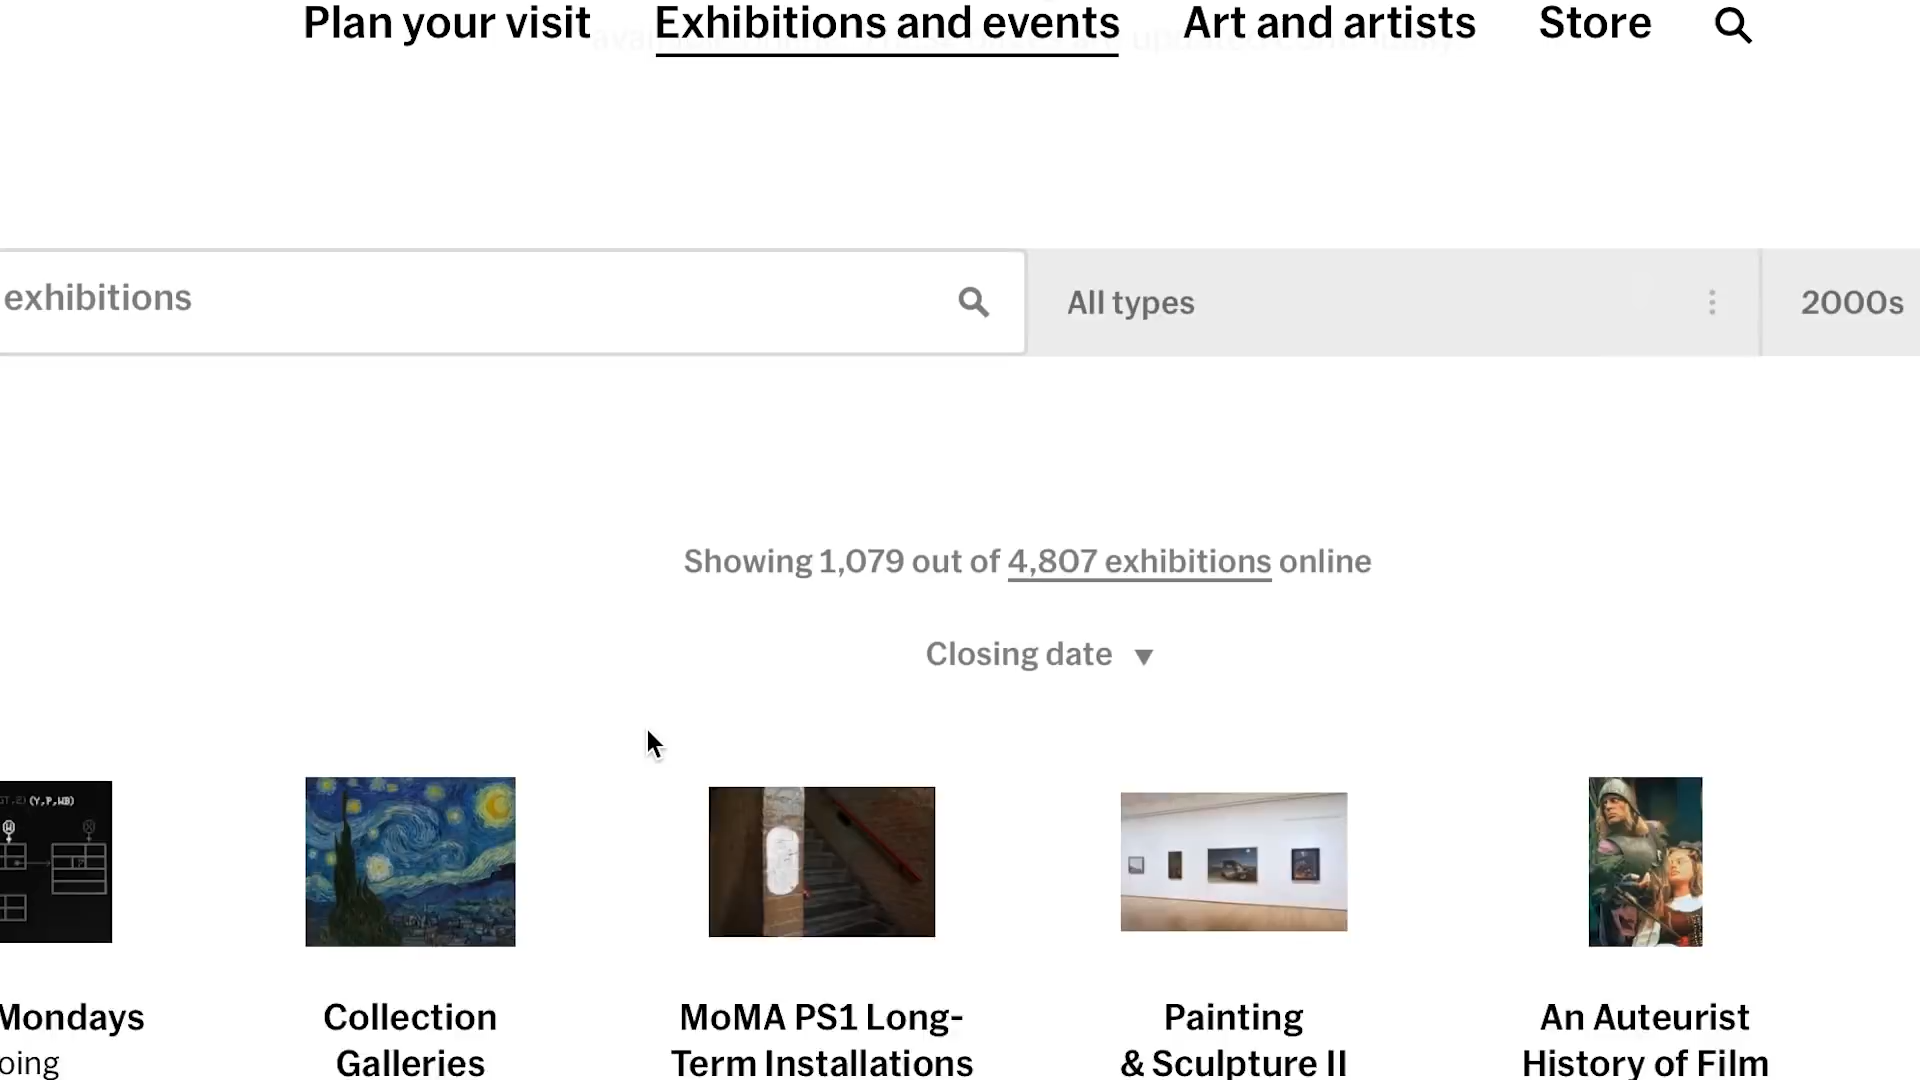 Plan your visit Exhibitions and events Art and artists Store
exhibitions All types 2000s
Showing 1,079 out of 4,807 exhibitions online
Closing date ▼
(Y,P,WB)
Mondays Collection MoMA PS1 Long- Painting An Auteurist
oing Galleries Term Installations & Sculpture II History of Film